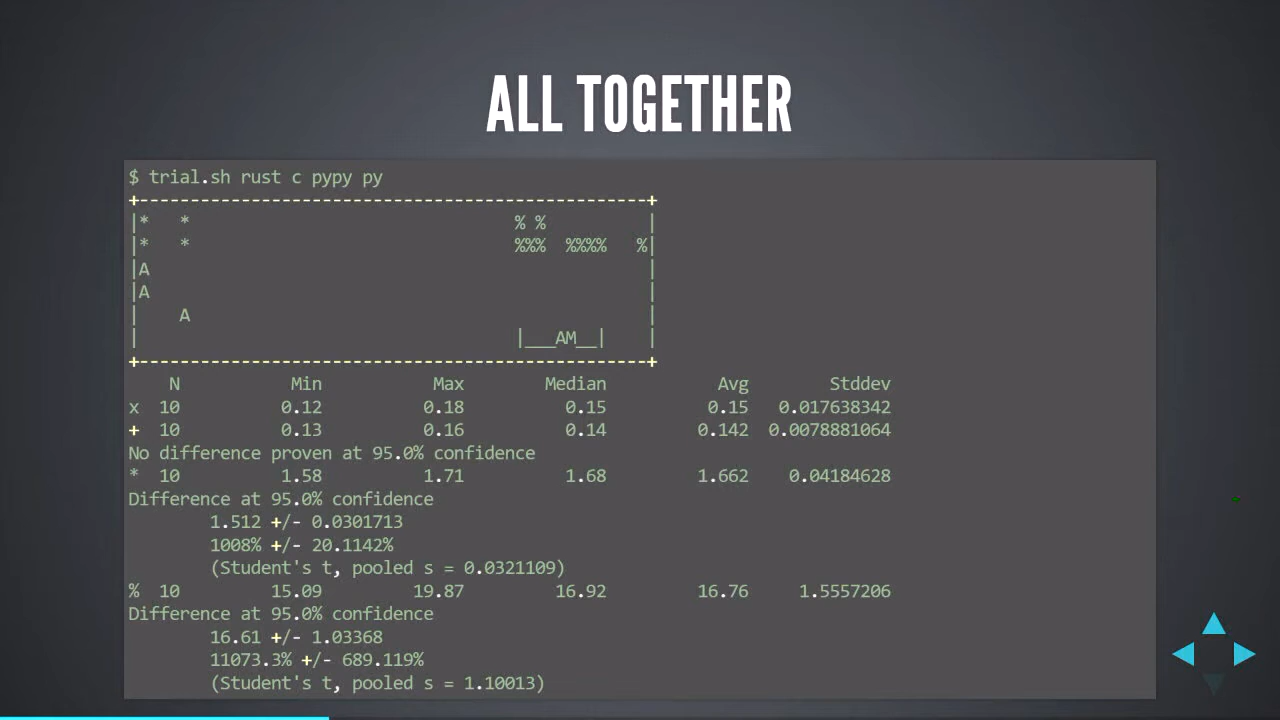 ALL TOGETHER
$ trial.sh rust c pypy py
+--------------------------------------------------+
|*   *                                % %          |
|*   *                                %%%  %%%%   %|
|A                                                 |
|A                                                 |
|    A                                             |
|                                     |___AM__|    |
+--------------------------------------------------+
    N           Min           Max        Median           Avg        Stddev
x  10          0.12          0.18          0.15          0.15   0.017638342
+  10          0.13          0.16          0.14         0.142  0.0078881064
No difference proven at 95.0% confidence
*  10          1.58          1.71          1.68         1.662    0.04184628
Difference at 95.0% confidence
        1.512 +/- 0.0301713
        1008% +/- 20.1142%
        (Student's t, pooled s = 0.0321109)
%  10         15.09         19.87         16.92         16.76     1.5557206
Difference at 95.0% confidence
        16.61 +/- 1.03368
        11073.3% +/- 689.119%
        (Student's t, pooled s = 1.10013)